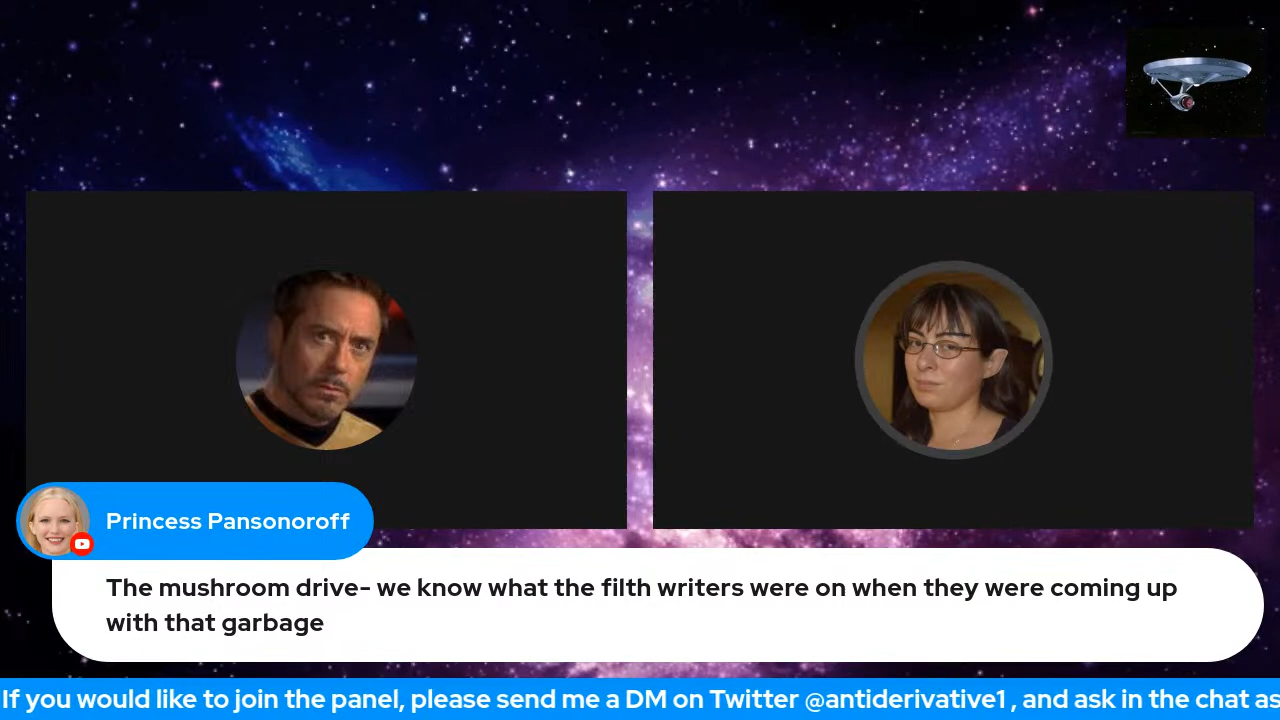 Princess Pansonoroff
The mushroom drive- we know what the filth writers were on when they were coming up
with that garbage
If you would like to join the panel, please send me a DM on Twitter @antiderivative1 , and ask in the chat as